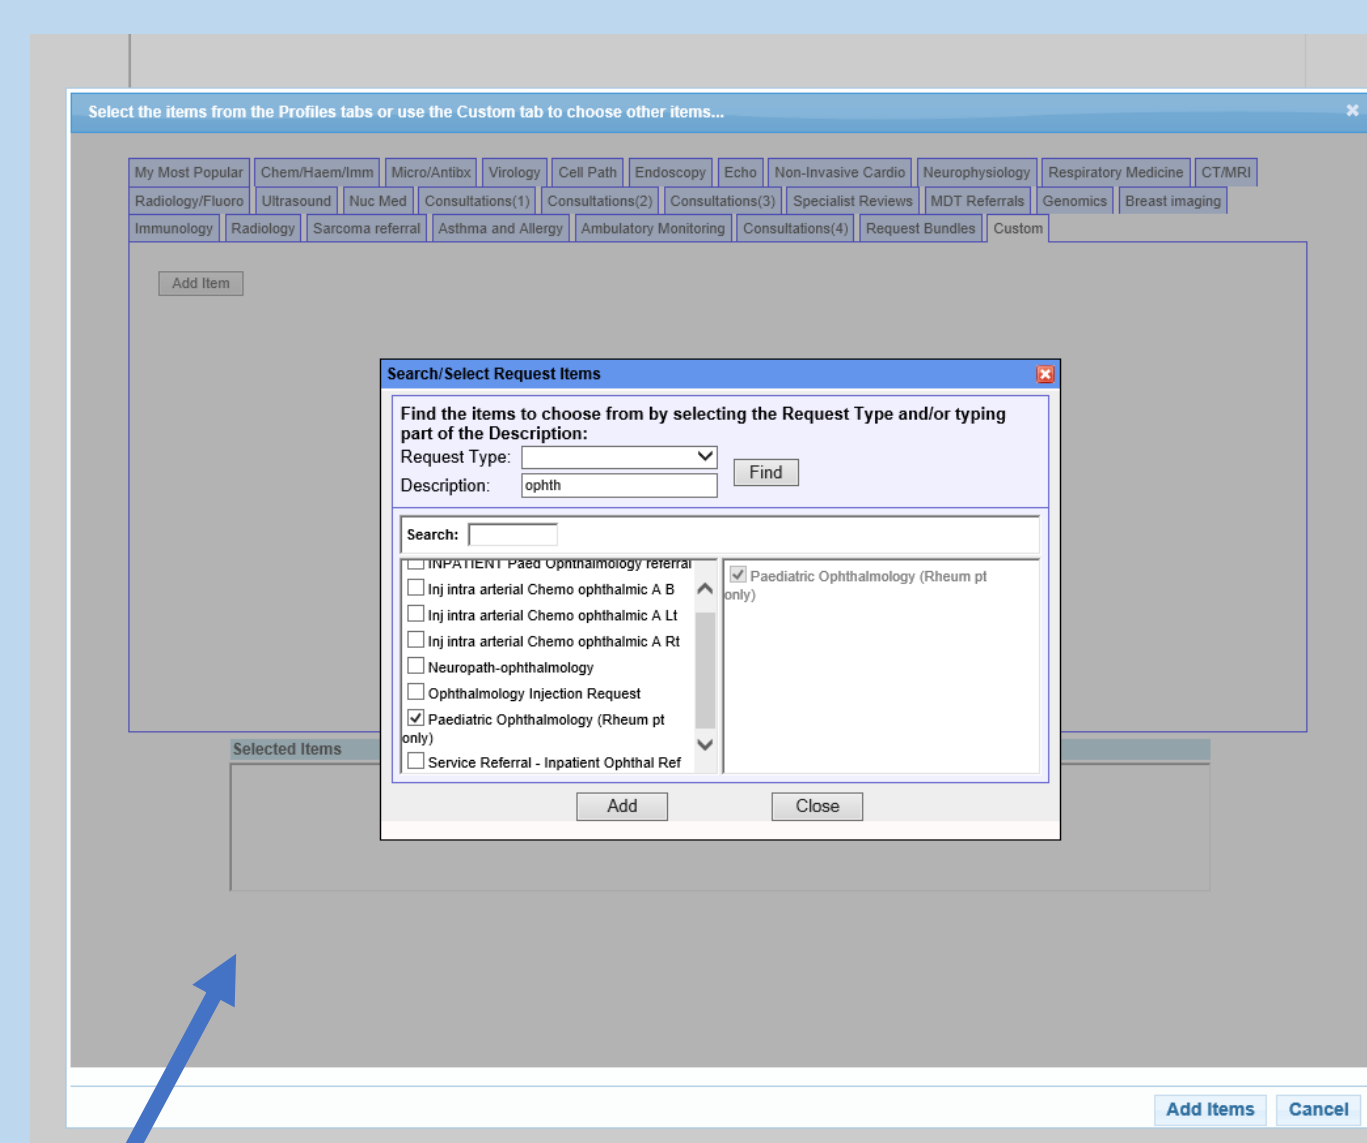 Select the items from the Profiles tabs or use the Custom tab to choose other items...
My Most Popular Chem/Haem/Imm Micro/Antibx Virology Cell Path Endoscopy Echo Non-Invasive Cardio Neurophysiology Respiratory Medicine CT/MRI
Radiology/Fluoro Ultrasound Nuc Med Consultations(1) Consultations(2) Consultations(3) Specialist Reviews MDT Referrals Genomics Breast imaging
Immunology Radiology Sarcoma referral Asthma and Allergy Ambulatory Monitoring Consultations(4) Request Bundles Custom
Add Item
Search/Select Request Items
Find the items to choose from by selecting the Request Type and/or typing
part of the Description:
Request Type:
Find
Description: ophth
Search:
INPATIENT Paed Ophthalmology referral
Inj intra arterial Chemo ophthalmic A B
Inj intra arterial Chemo ophthalmic A Lt
Inj intra arterial Chemo ophthalmic A Rt
Neuropath-ophthalmology
Ophthalmology Injection Request
Paediatric Ophthalmology (Rheum pt
only)
Service Referral - Inpatient Ophthal Ref
Paediatric Ophthalmology (Rheum pt
only)
Selected Items
Add Close
Add Items Cancel